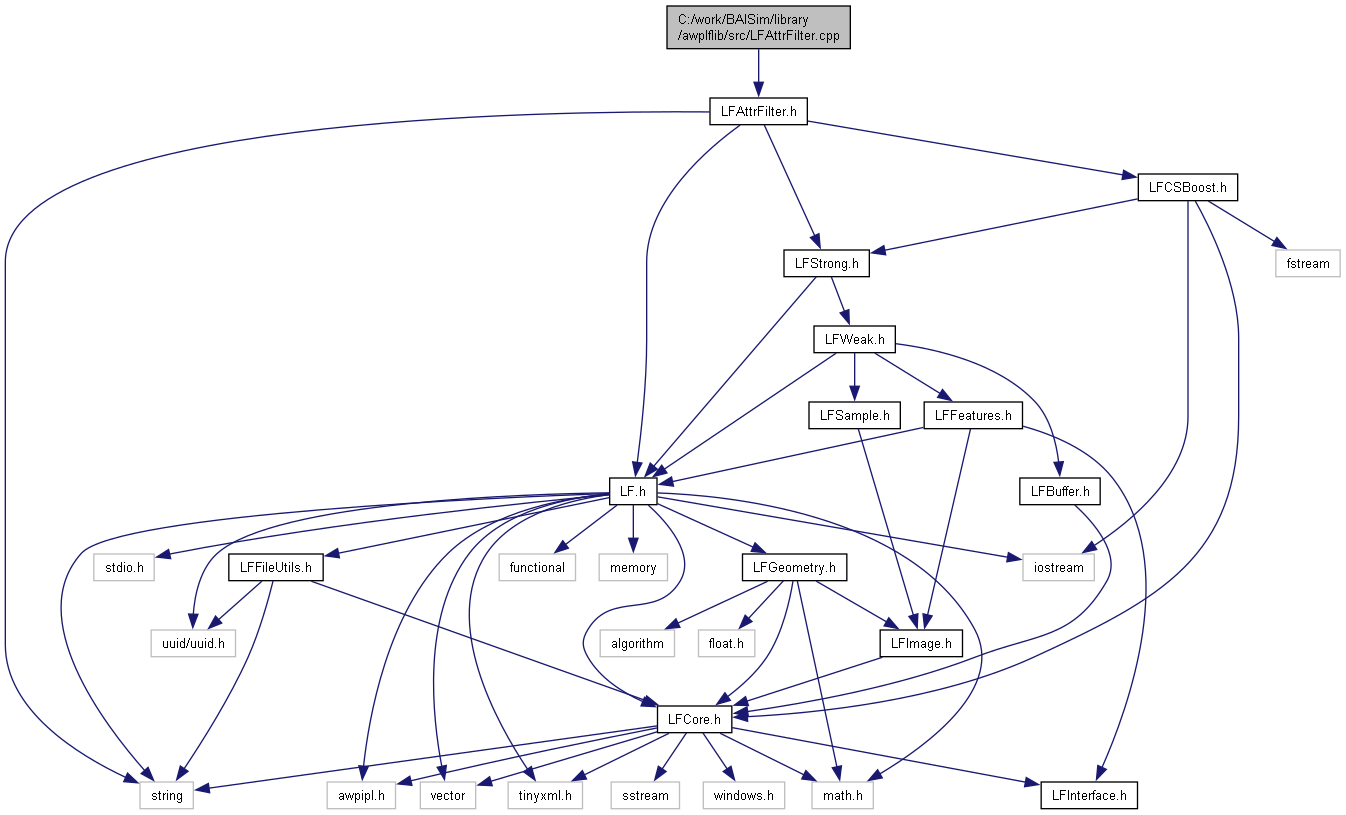 C:/work/BAISim/library
/awplflib/src/LFAttrFilter.cpp
LFAttrFilter.h
LFCSBoost.h
LFStrong.h
fstream
LFWeak.h
LFSample.h
LFFeatures.h
LF.h
LFBuffer.h
stdio.h
LFFileUtils.h
functional
memory
LFGeometry.h
iostream
uuid/uuid.h
algorithm
float.h
LFImage.h
LFCore.h
string
awpipl.h
vector
tinyxml.h
sstream
windows.h
math.h
LFInterface.h